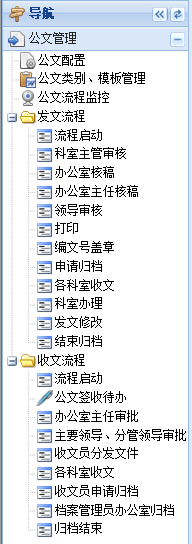 导航
公文管理
公文配置
公文类别、模板管理
公文流程监控
发文流程
流程启动
科室主管审核
办公室核稿
办公室主任核稿
领导审核
打印
编文号盖章
申请归档
各科室收文
科室办理
发文修改
结束归档
收文流程
流程启动
公文签收待办
办公室主任审批
主要领导、分管领导审批
收文员分发文件
各科室收文
收文员申请归档
档案管理员办公室归档
归档结束